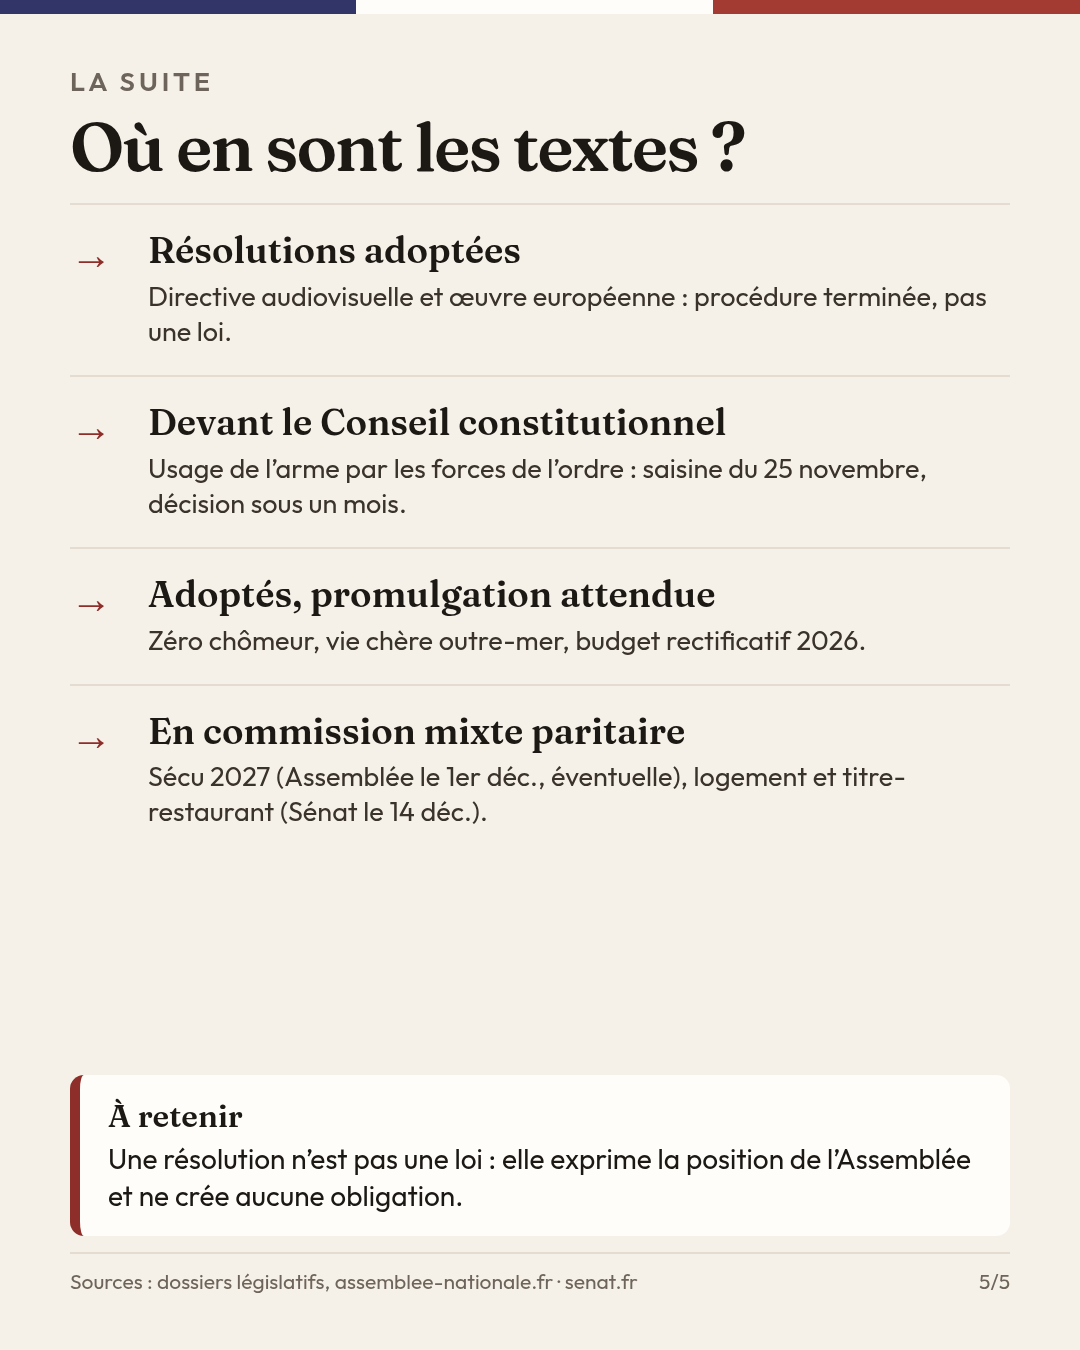 LA SUITE
Où en sont les textes ?
→ Résolutions adoptées
Directive audiovisuelle et œuvre européenne : procédure terminée, pas
une loi.
→ Devant le Conseil constitutionnel
Usage de l’arme par les forces de l’ordre : saisine du 25 novembre,
décision sous un mois.
→ Adoptés, promulgation attendue
Zéro chômeur, vie chère outre-mer, budget rectificatif 2026.
→ En commission mixte paritaire
Sécu 2027 (Assemblée le 1er déc., éventuelle), logement et titre-
restaurant (Sénat le 14 déc.).
À retenir
Une résolution n’est pas une loi : elle exprime la position de l’Assemblée
et ne crée aucune obligation.
Sources : dossiers législatifs, assemblee-nationale.fr · senat.fr
5/5